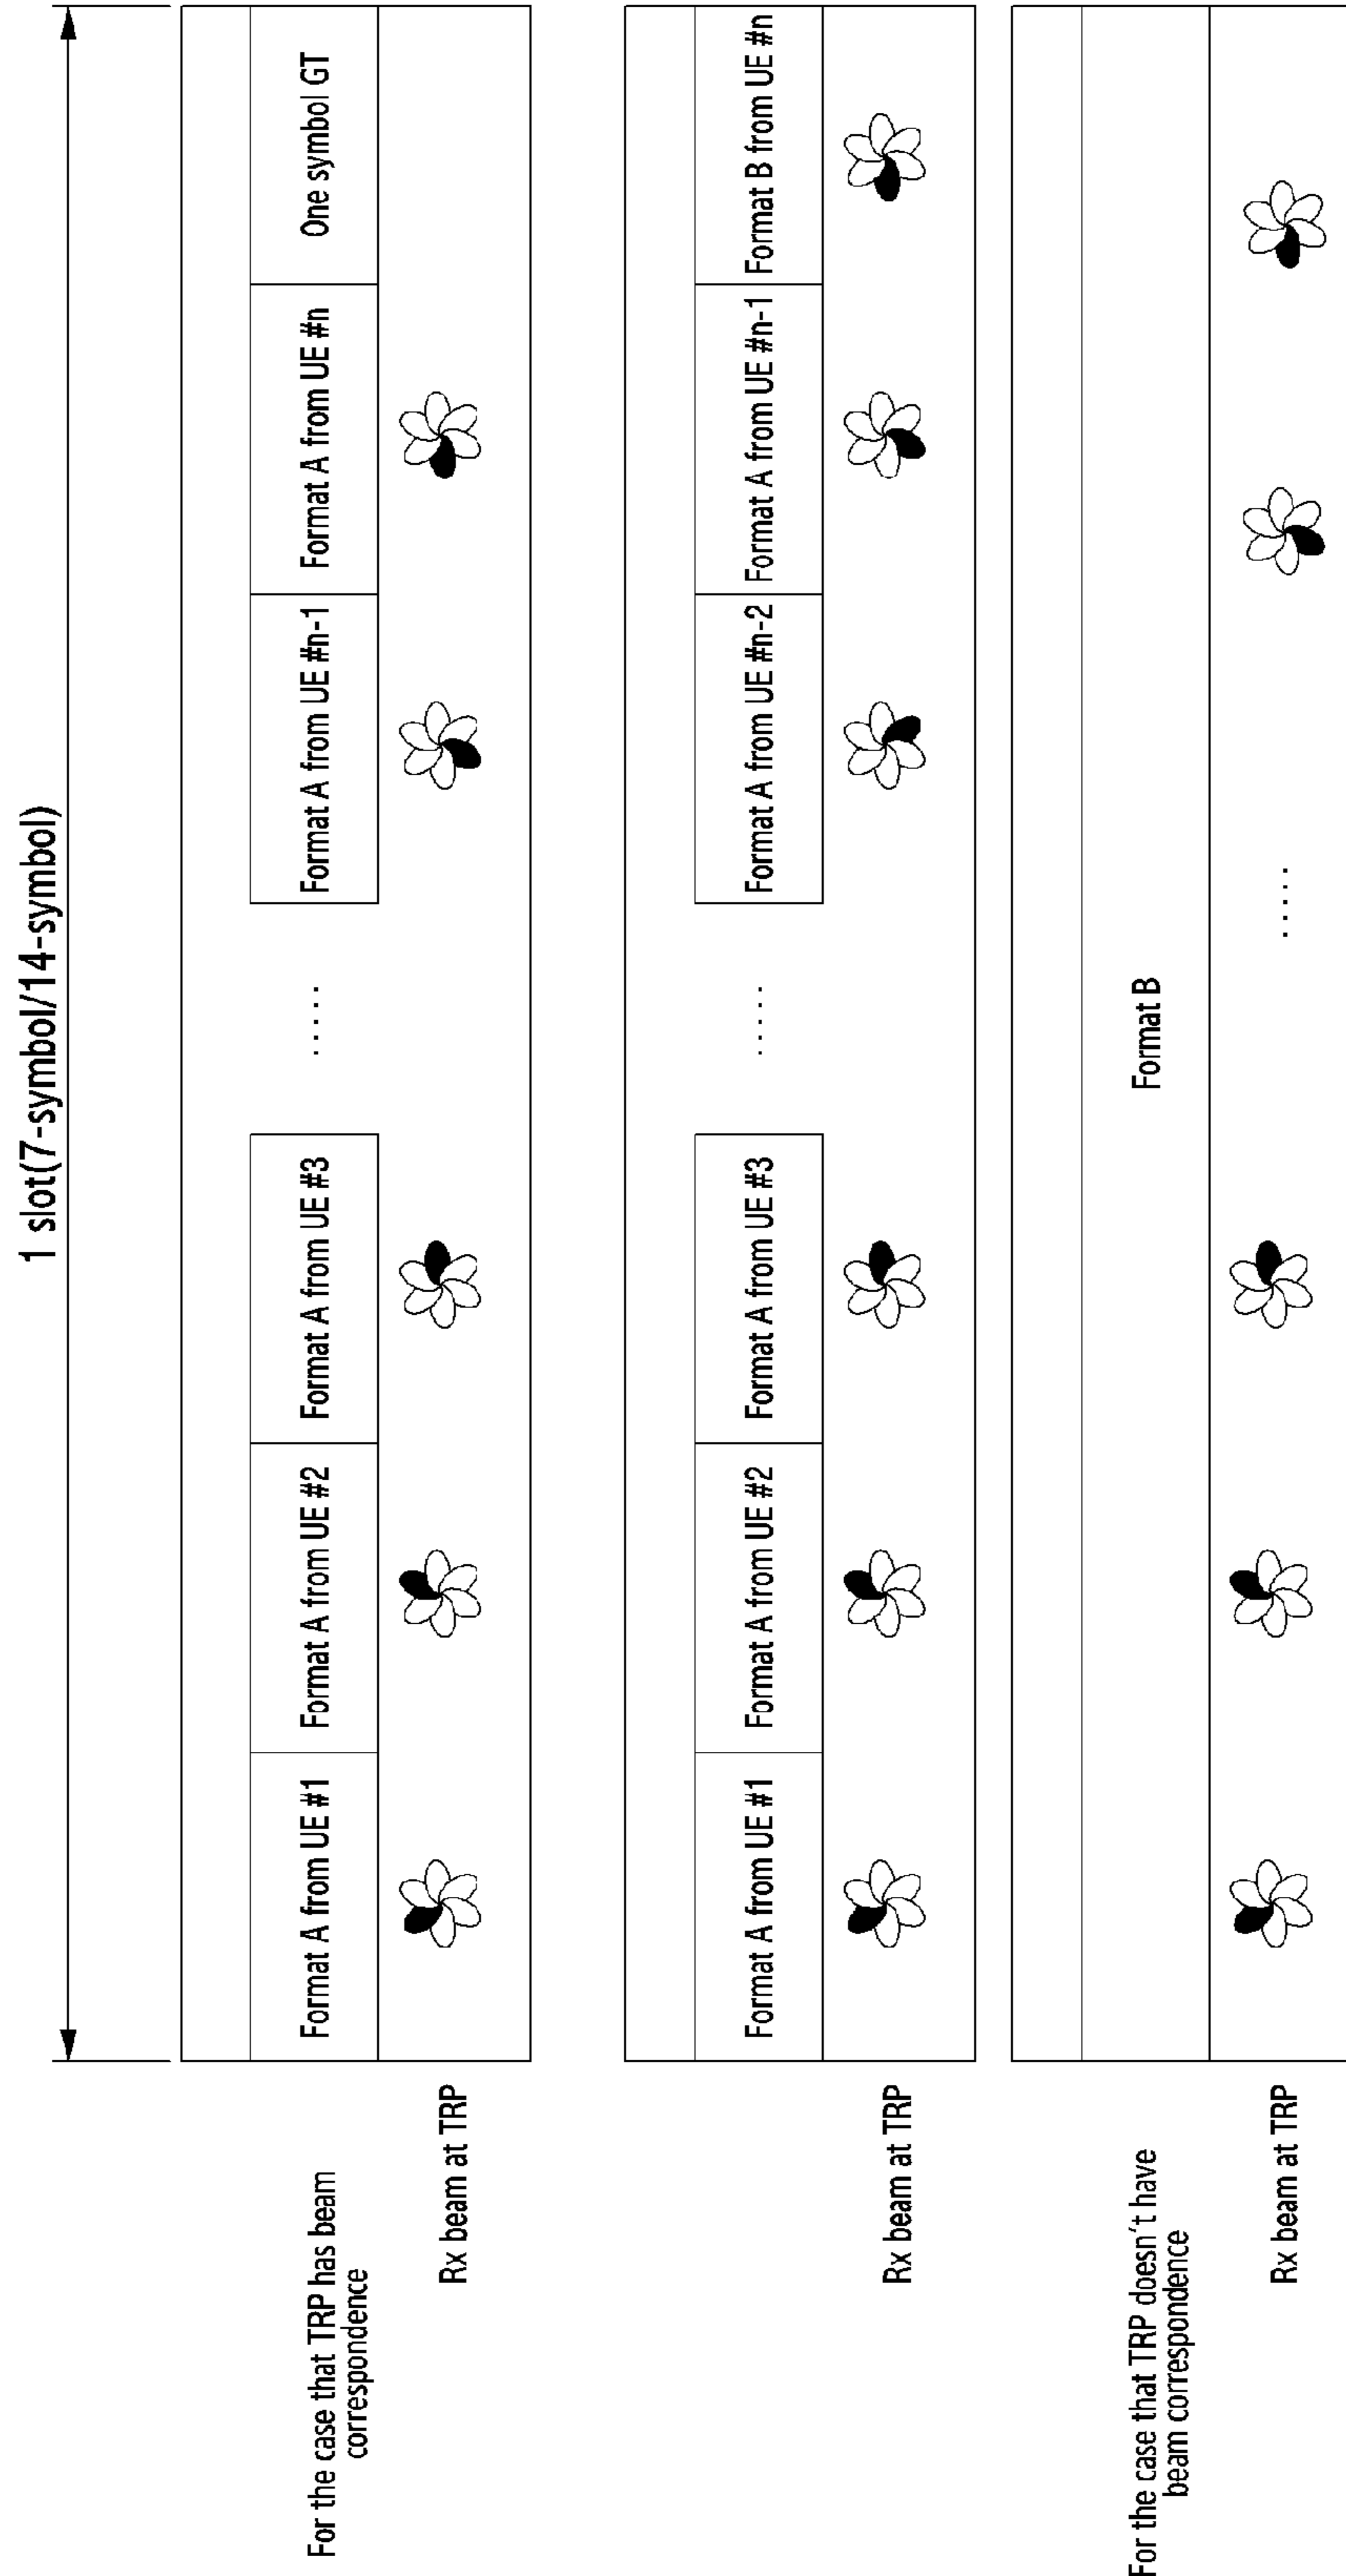 1 slot(7-symbol/14-symbol)
For the case that TRP has beam
correspondence
Format A from UE #1
Format A from UE #2
Format A from UE #3
.....
Format A from UE #n-1
Format A from UE #n
One symbol GT
Rx beam at TRP
Format A from UE #1
Format A from UE #2
Format A from UE #3
.....
Format A from UE #n-2
Format A from UE #n-1
Format B from UE #n
Rx beam at TRP
For the case that TRP doesn't have
beam correspondence
Format B
Rx beam at TRP
.....